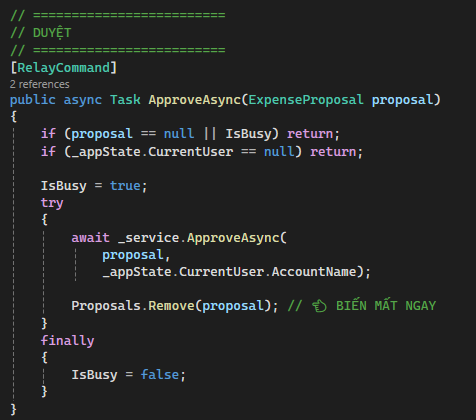 // =========================
// DUYỆT
// =========================
[RelayCommand]
2 references
public async Task ApproveAsync(ExpenseProposal proposal)
{
if (proposal == null || IsBusy) return;
if (_appState.CurrentUser == null) return;
IsBusy = true;
try
{
await _service.ApproveAsync(
proposal,
_appState.CurrentUser.AccountName);
Proposals.Remove(proposal); // 👈 BIẾN MẤT NGAY
}
finally
{
IsBusy = false;
}
}